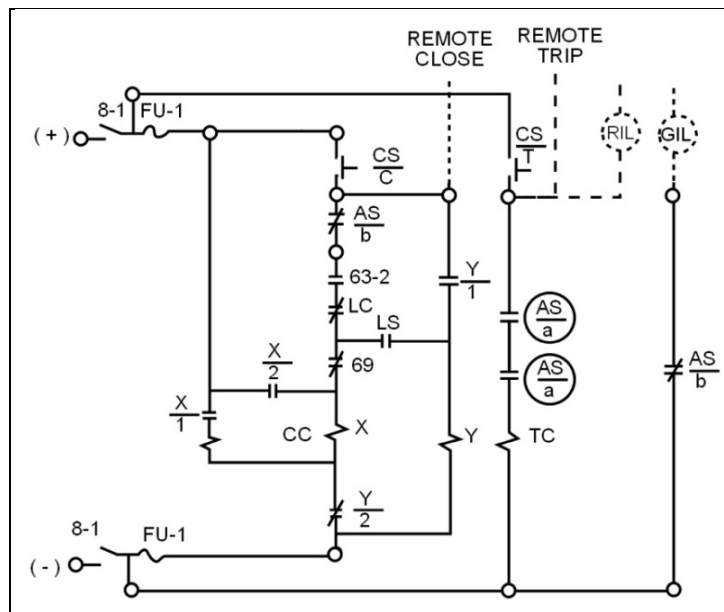 REMOTE
CLOSE
REMOTE
TRIP
8-1
FU-1
(+)
CS
C
CS
T
RIL
GIL
AS
b
63-2
LC
LS
Y
1
AS
a
X
2
69
AS
a
AS
b
X
1
CC
X
Y
TC
Y
2
8-1
FU-1
(-)